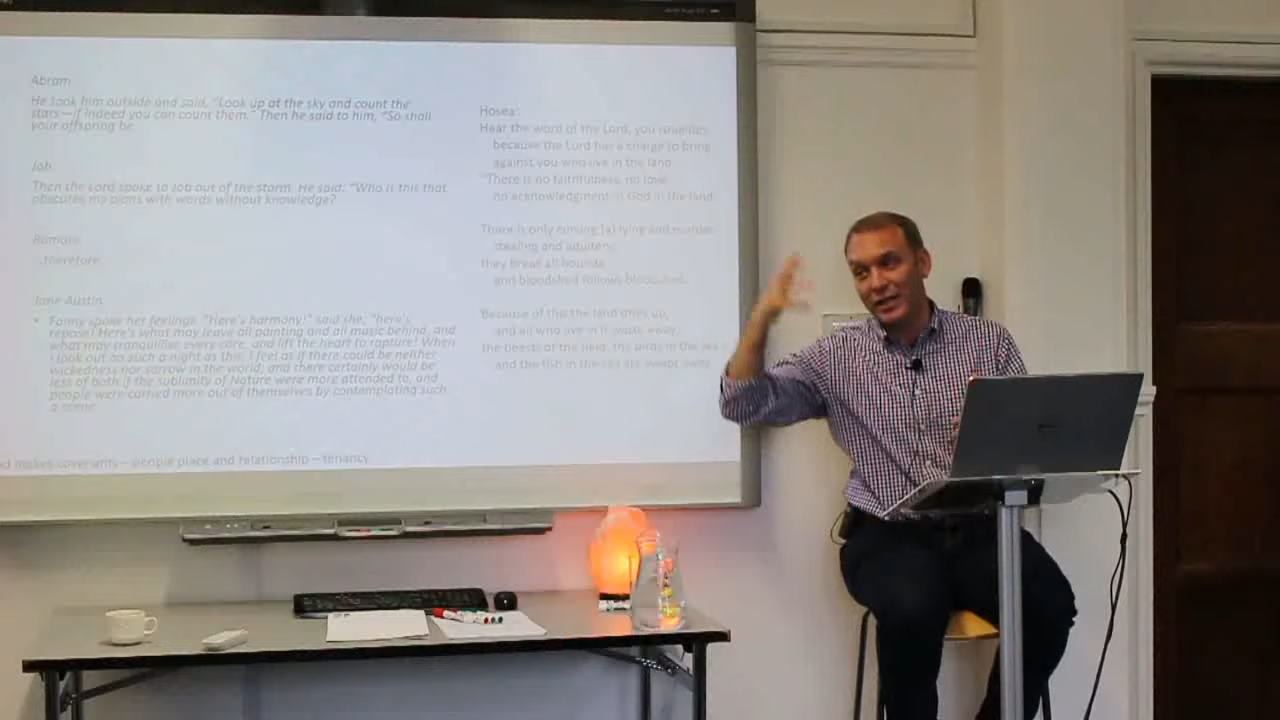 Abram
He took him outside and said, "Look up at the sky and count the
stars—if indeed you can count them." Then he said to him, "So shall
your offspring be.
Job
Then the Lord spoke to Job out of the storm. He said: "Who is this that
obscures my plans with words without knowledge?
Romans
..therefore..
Jane Austin
• Fanny spoke her feelings. "Here's harmony!" said she, "here's
repose! Here's what may leave all painting and all music behind, and
what may tranquillise every care, and lift the heart to rapture! When
I look out on such a night as this, I feel as if there could be neither
wickedness nor sorrow in the world; and there certainly would be
less of both if the sublimity of Nature were more attended to, and
people were carried more out of themselves by contemplating such
a scene
makes covenants – people place and relationship – tenancy
Hosea:
Hear the word of the Lord, you Israelites,
because the Lord has a charge to bring
against you who live in the land:
"There is no faithfulness, no love,
no acknowledgment of God in the land.
There is only cursing,[a] lying and murder,
stealing and adultery;
they break all bounds,
and bloodshed follows bloodshed.
Because of this the land dries up,
and all who live in it waste away;
the beasts of the field, the birds in the sky
and the fish in the sea are swept away.